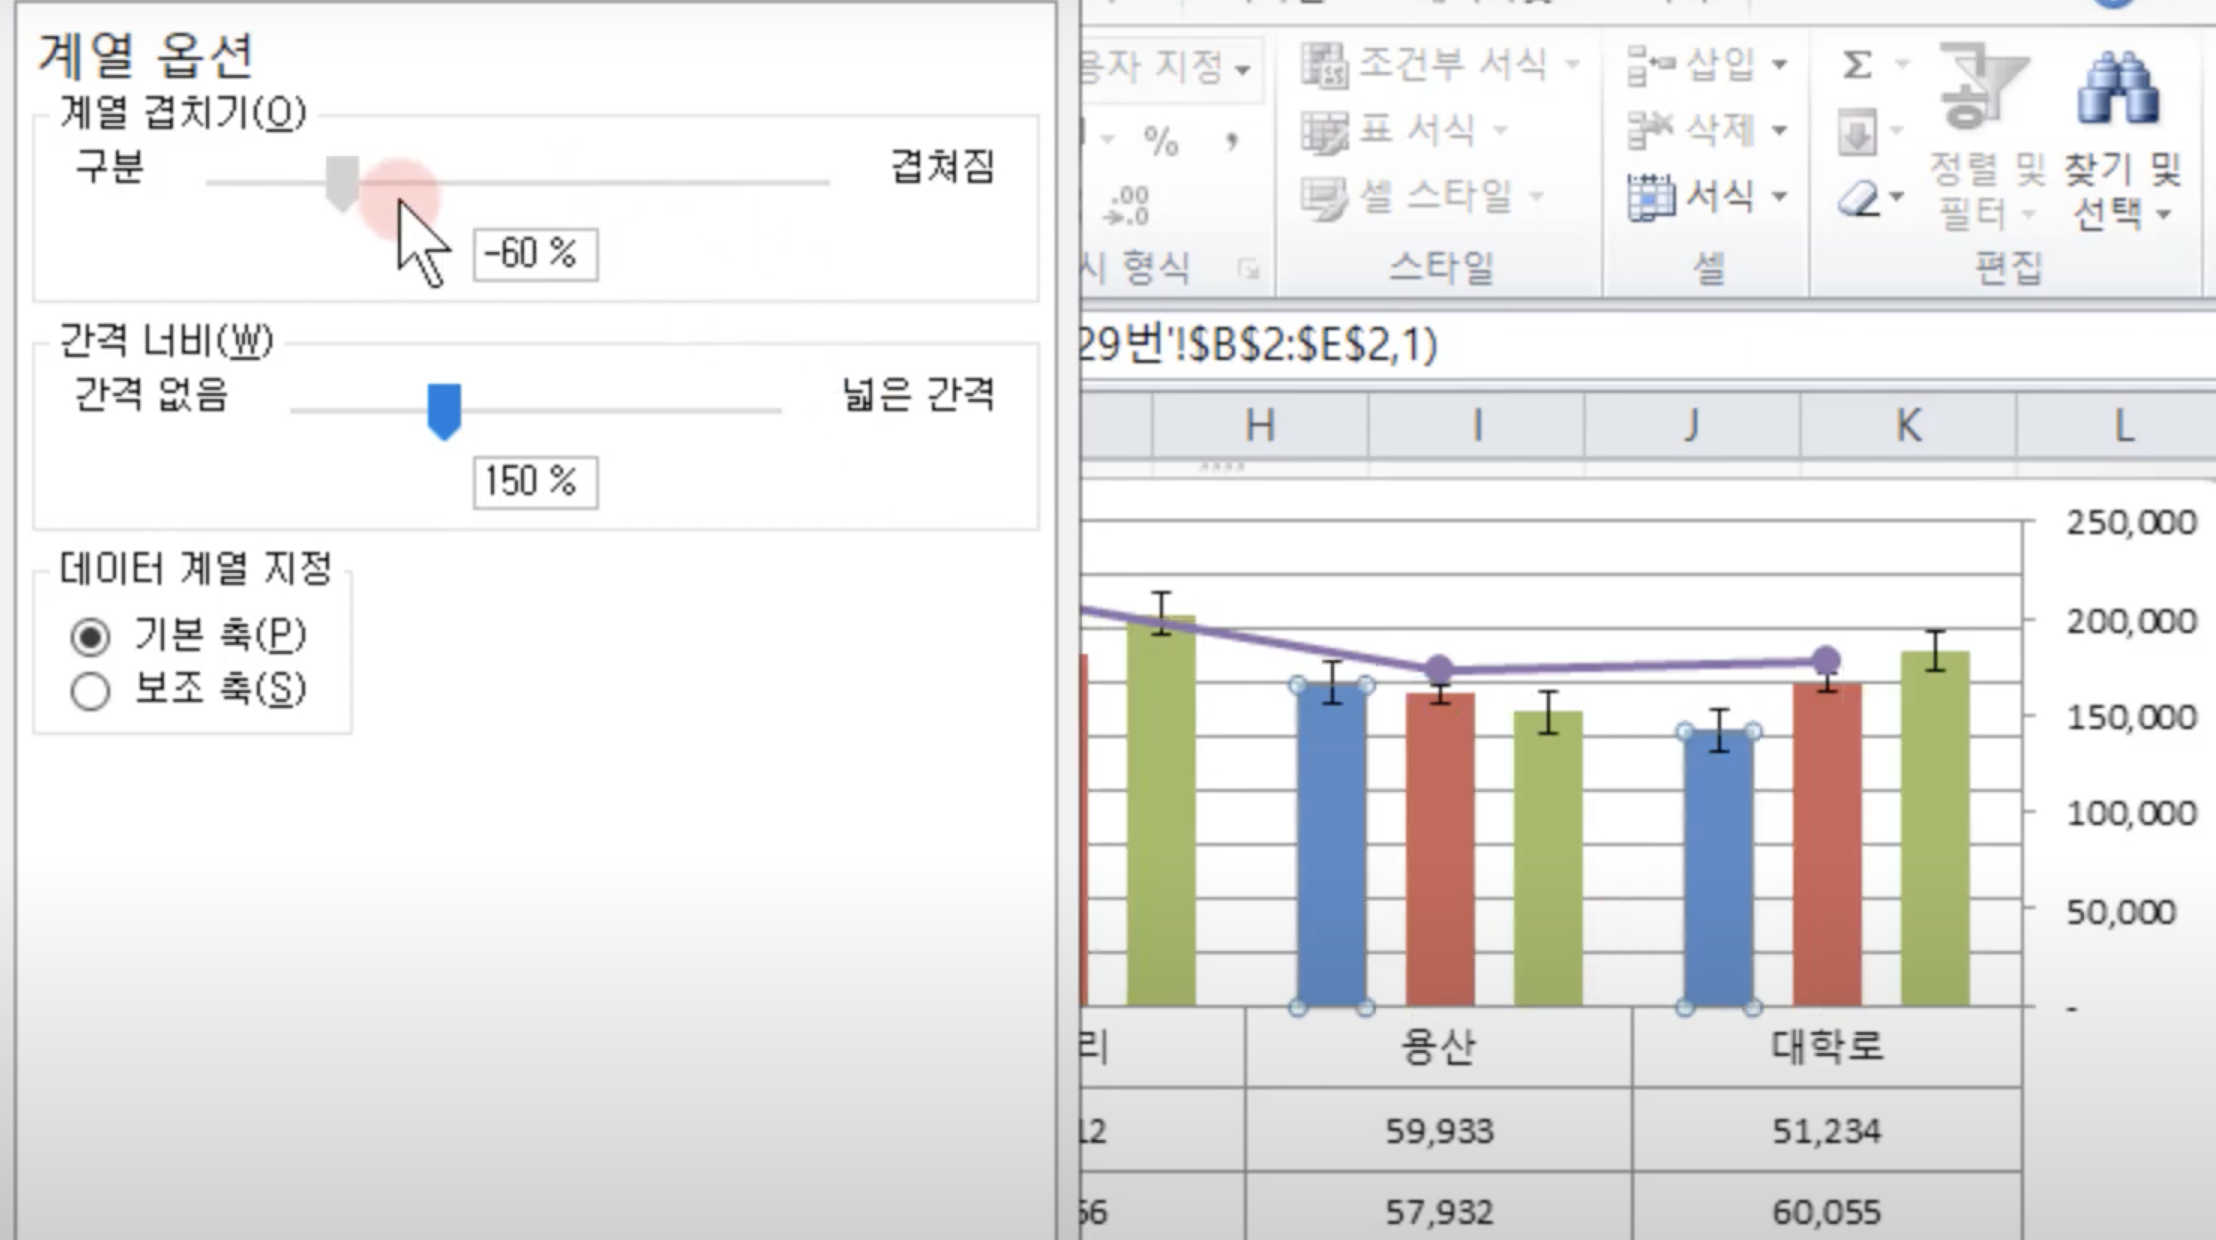 계열 옵션
계열 겹치기(O)
구분
겹쳐짐
-60 %
간격 너비(W)
간격 없음
넓은 간격
150 %
데이터 계열 지정
기본 축(P)
보조 축(S)
용자 지정
% ,
.00
→.0
시 형식
조건부 서식
표 서식
셀 스타일
스타일
삽입
삭제
서식
셀
Σ
정렬 및
필터
찾기 및
선택
편집
29번'!$B$2:$E$2,1)
H I J K L
250,000
200,000
150,000
100,000
50,000
-
리 용산 대학로
12 59,933 51,234
56 57,932 60,055